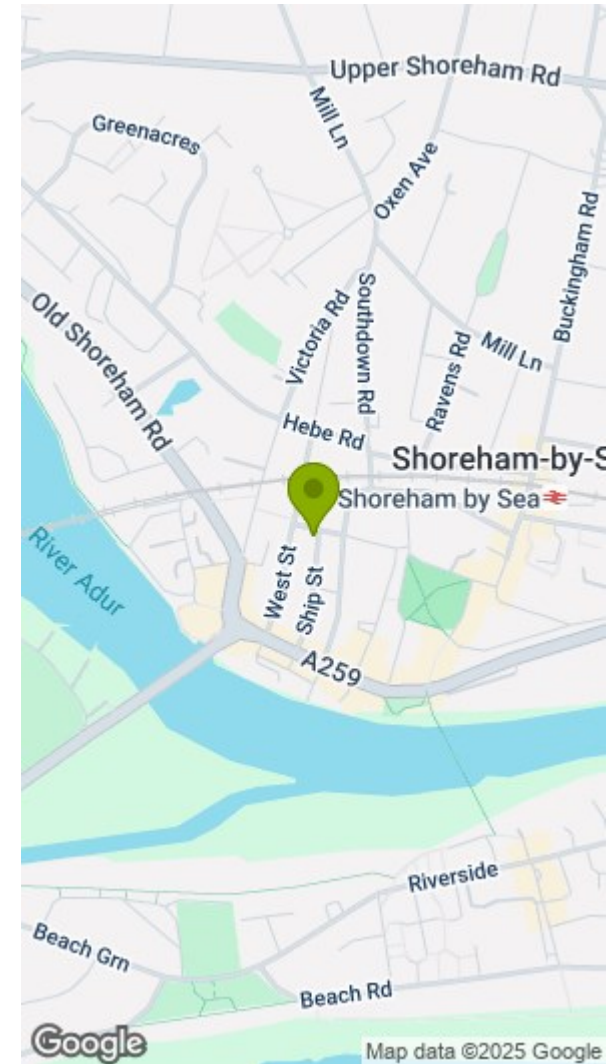 Upper Shoreham Rd
Mill Ln
Greenacres
Oxen Ave
Buckingham Rd
Old Shoreham Rd
Victoria Rd
Southdown Rd
Ravens Rd
Mill Ln
Hebe Rd
Shoreham-by-S
Shoreham by Sea
River Adur
West St
Ship St
A259
Riverside
Beach Grn
Beach Rd
Google
Map data ©2025 Google